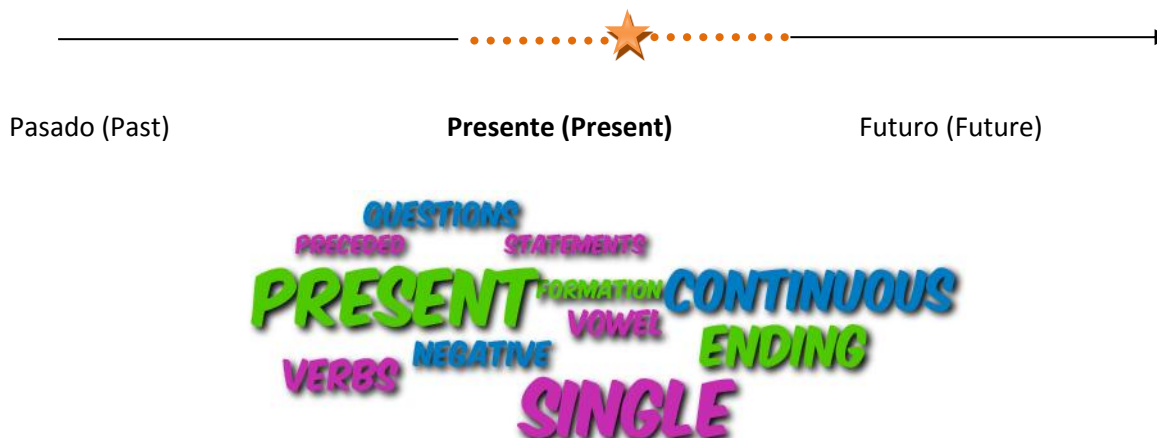 Pasado (Past) Presente (Present) Futuro (Future)
QUESTIONS
PRECEDED STATEMENTS
PRESENT FORMATION CONTINUOUS
VOWEL
NEGATIVE ENDING
VERBS
SINGLE